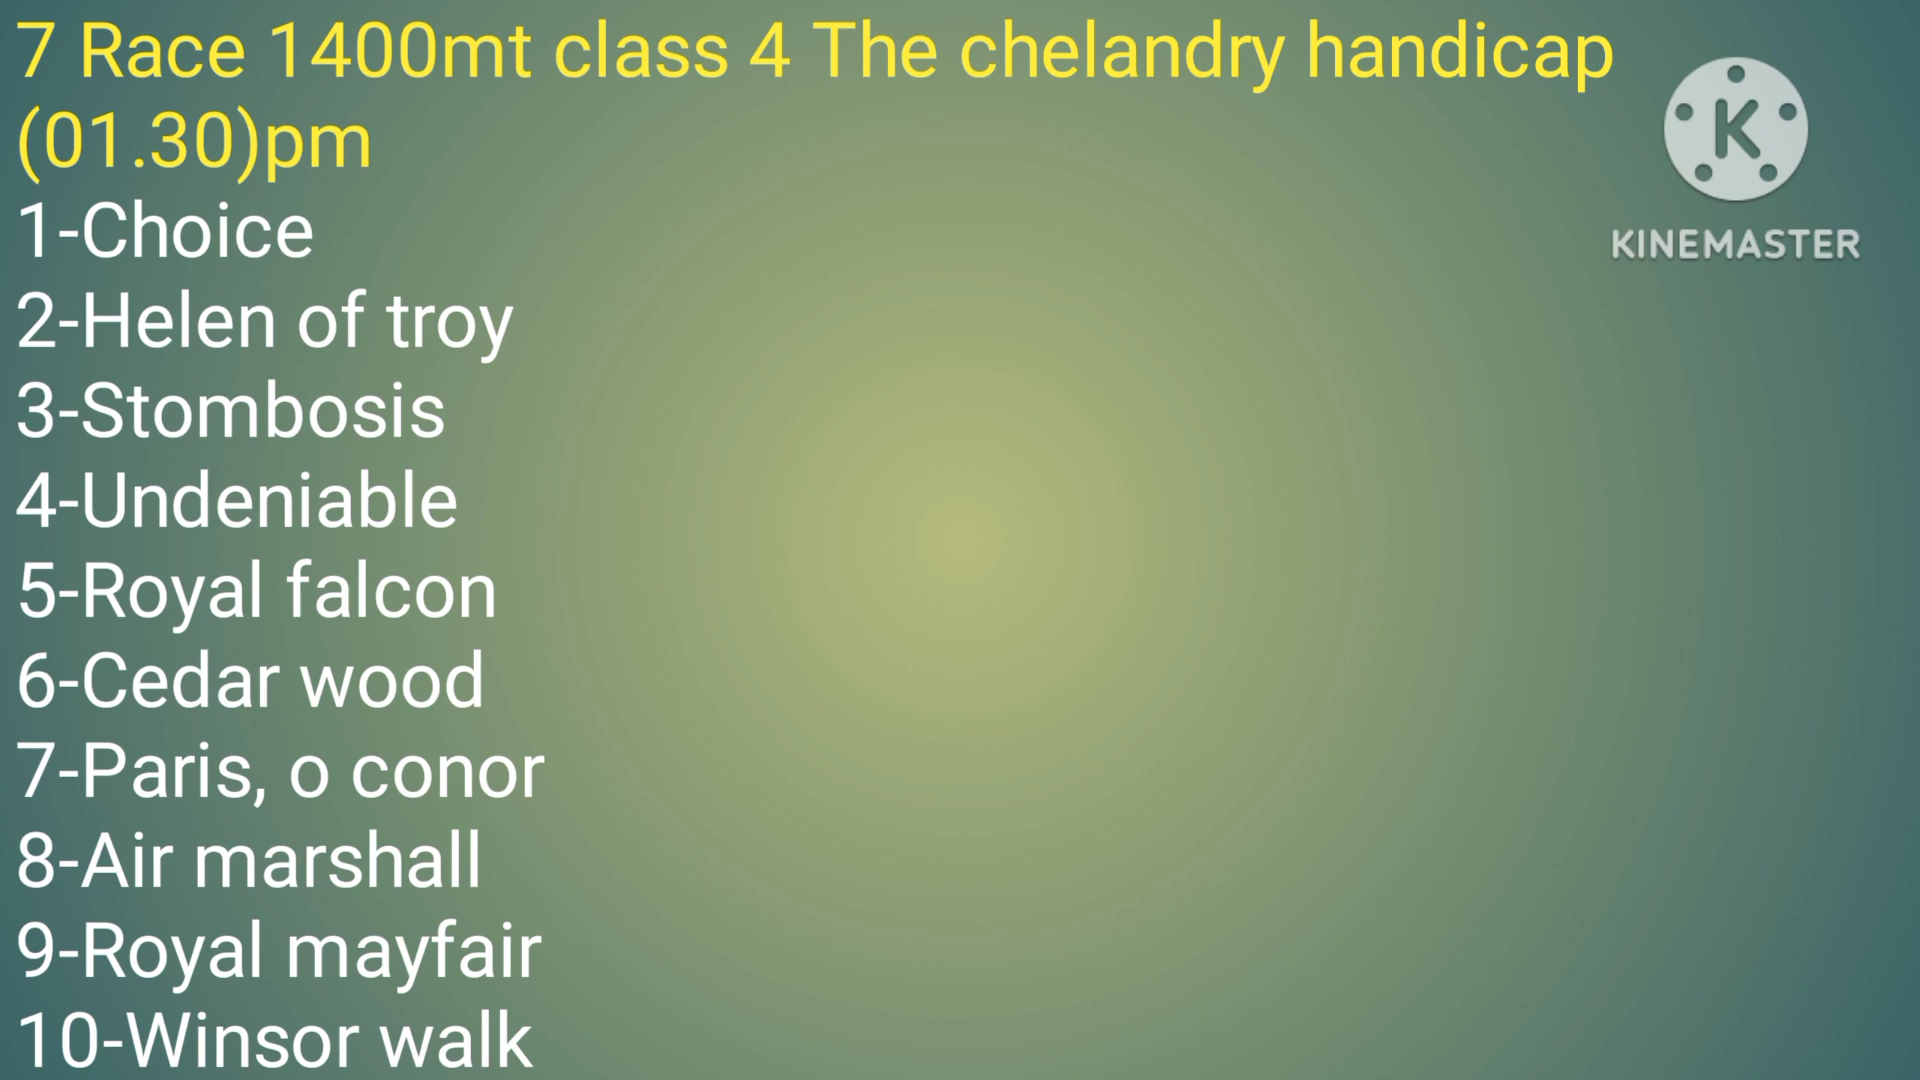 7 Race 1400mt class 4 The chelandry handicap
(01.30)pm
1-Choice
2-Helen of troy
3-Stombosis
4-Undeniable
5-Royal falcon
6-Cedar wood
7-Paris, o conor
8-Air marshall
9-Royal mayfair
10-Winsor walk
K
KINEMASTER